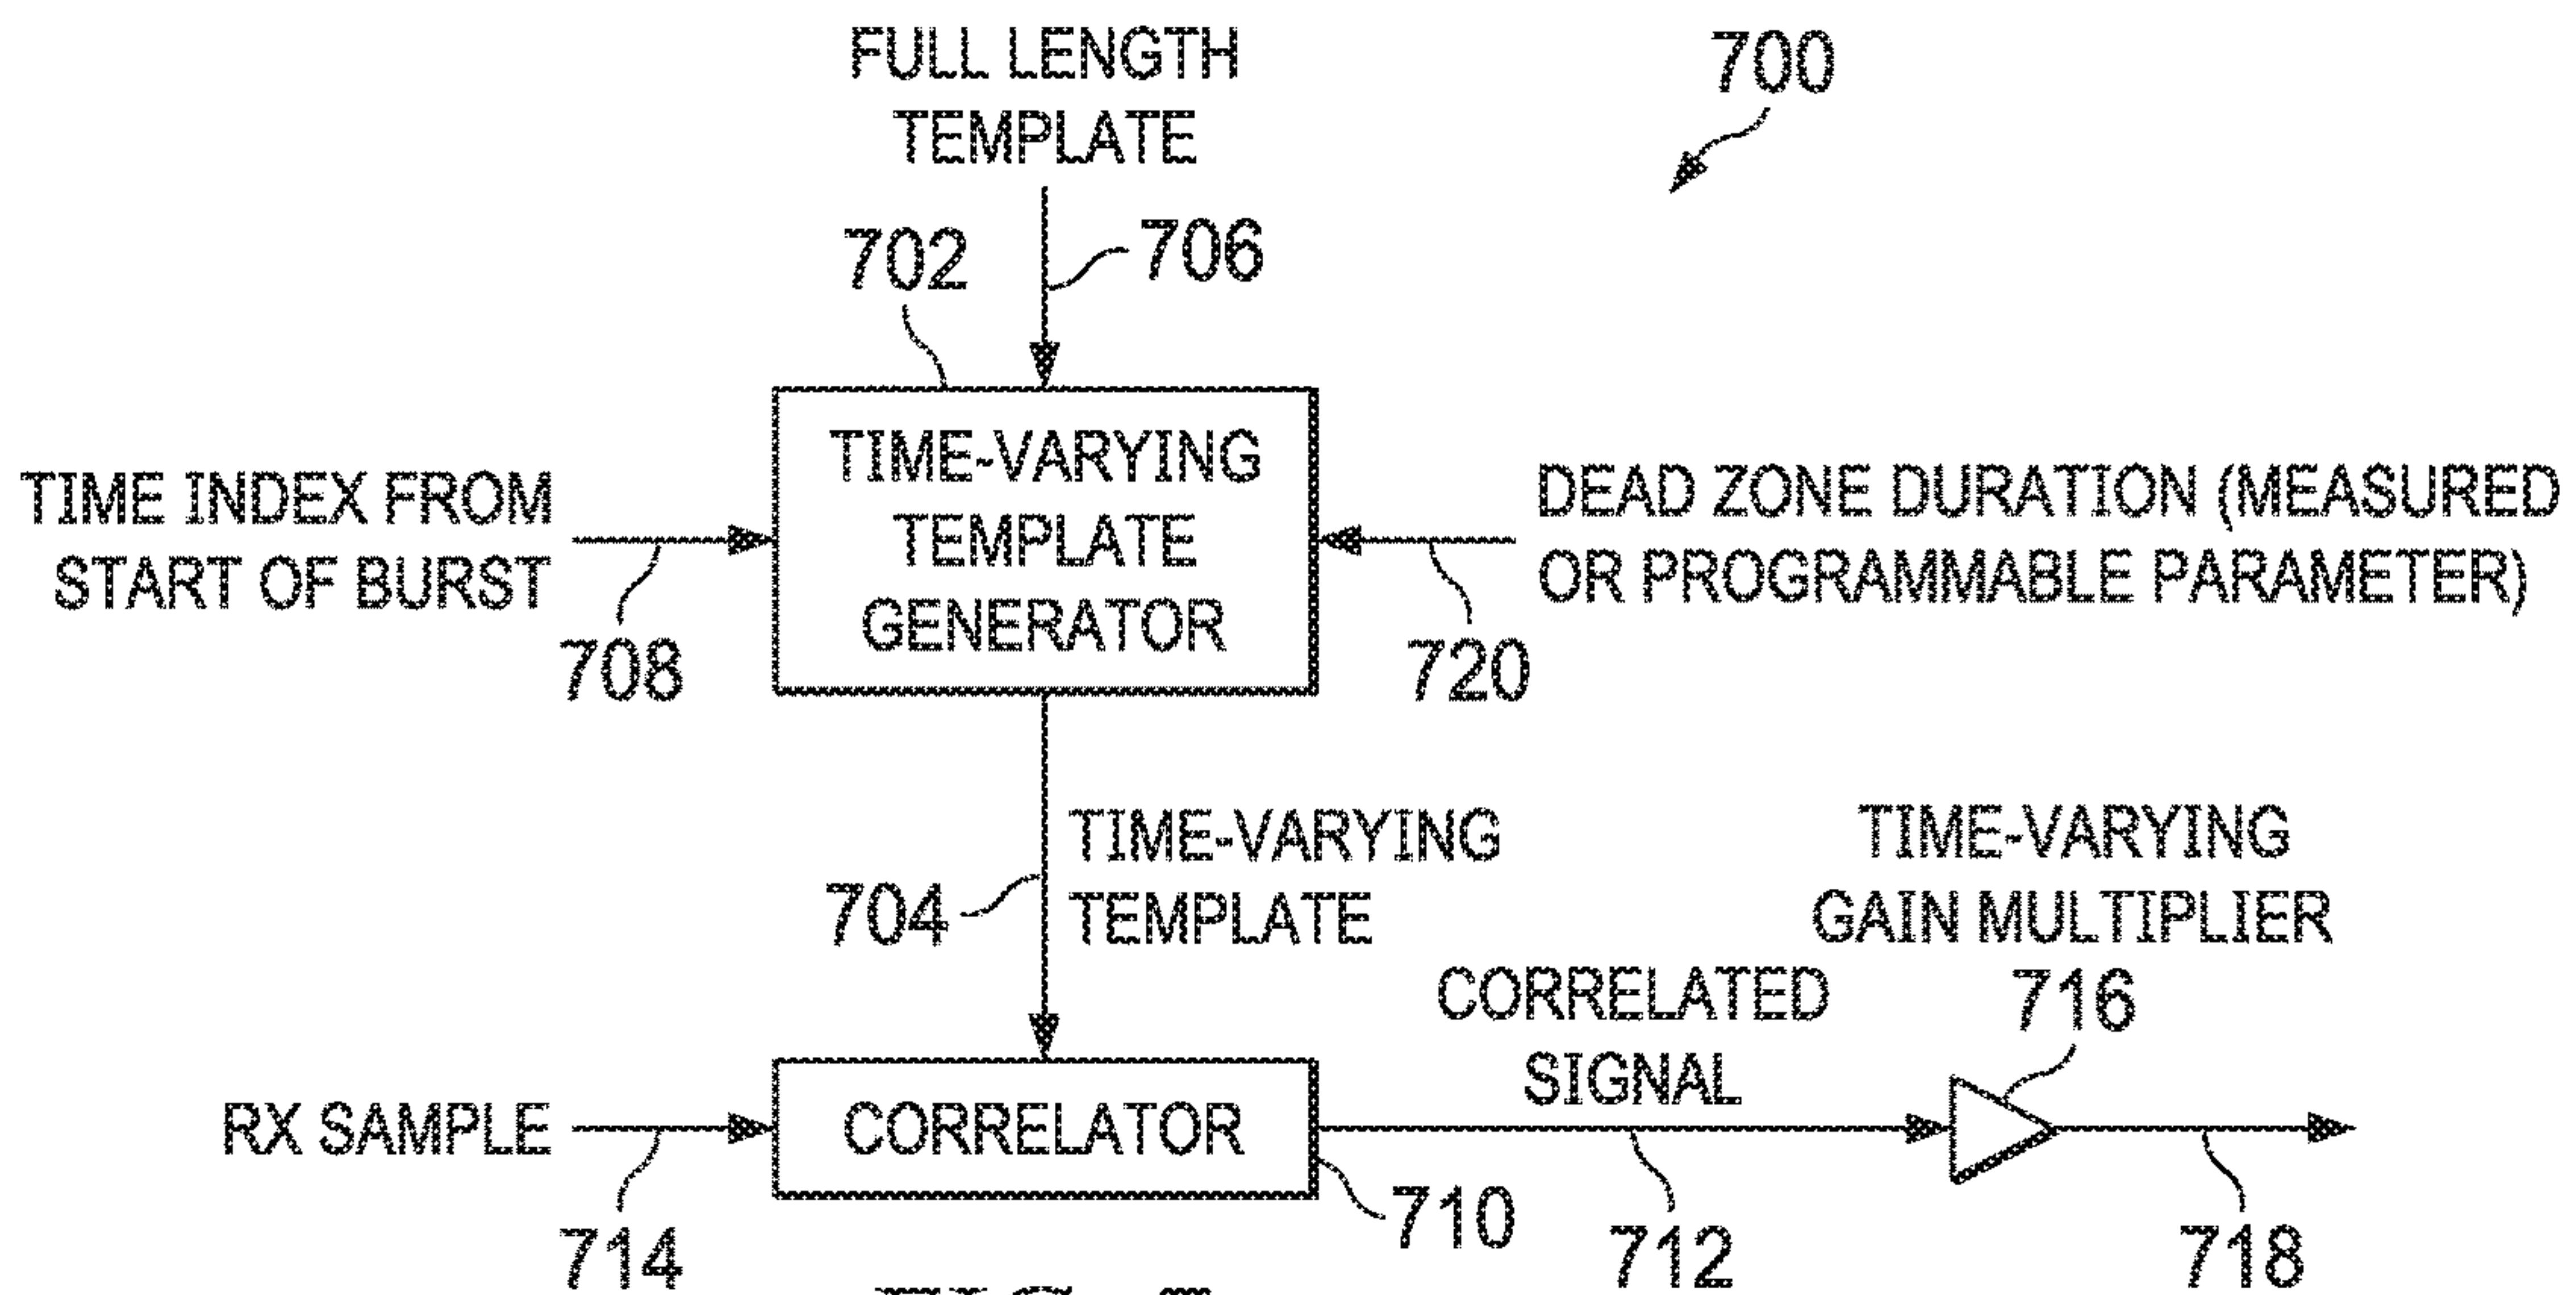 FULL LENGTH
TEMPLATE
700
702
706
TIME INDEX FROM
START OF BURST
708
TIME-VARYING
TEMPLATE
GENERATOR
DEAD ZONE DURATION (MEASURED
OR PROGRAMMABLE PARAMETER)
720
704
TIME-VARYING
TEMPLATE
TIME-VARYING
GAIN MULTIPLIER
716
CORRELATED
SIGNAL
RX SAMPLE
714
CORRELATOR
710
712
718